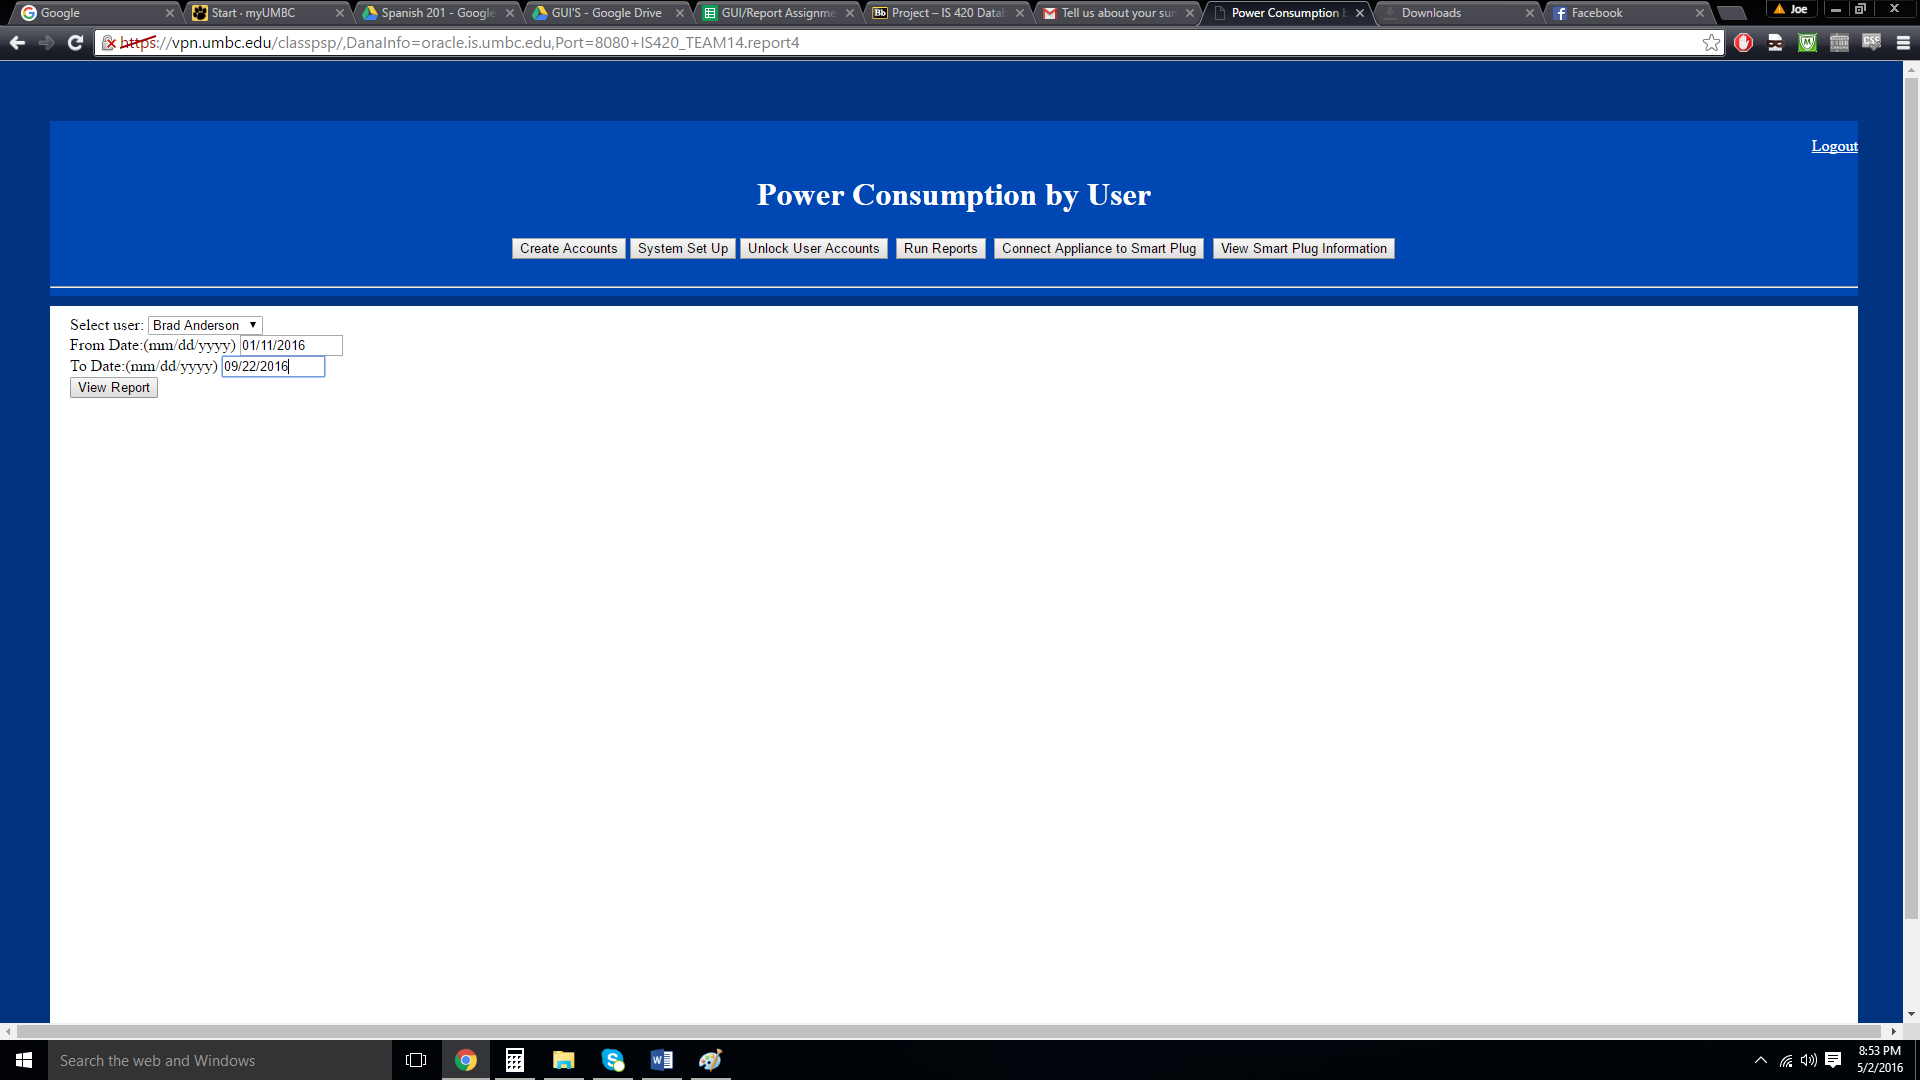 Google
Start · myUMBC
Spanish 201 - Google
GUI'S - Google Drive
GUI/Report Assignme
Bb Project – IS 420 Datab
Tell us about your sur
Power Consumption b
Downloads
Facebook
Joe
https://vpn.umbc.edu/classpsp/,DanaInfo=oracle.is.umbc.edu,Port=8080+IS420_TEAM14.report4
CSS
Logout
Power Consumption by User
Create Accounts System Set Up Unlock User Accounts Run Reports Connect Appliance to Smart Plug View Smart Plug Information
Select user: Brad Anderson
From Date:(mm/dd/yyyy) 01/11/2016
To Date:(mm/dd/yyyy) 09/22/2016
View Report
Search the web and Windows
8:53 PM
5/2/2016